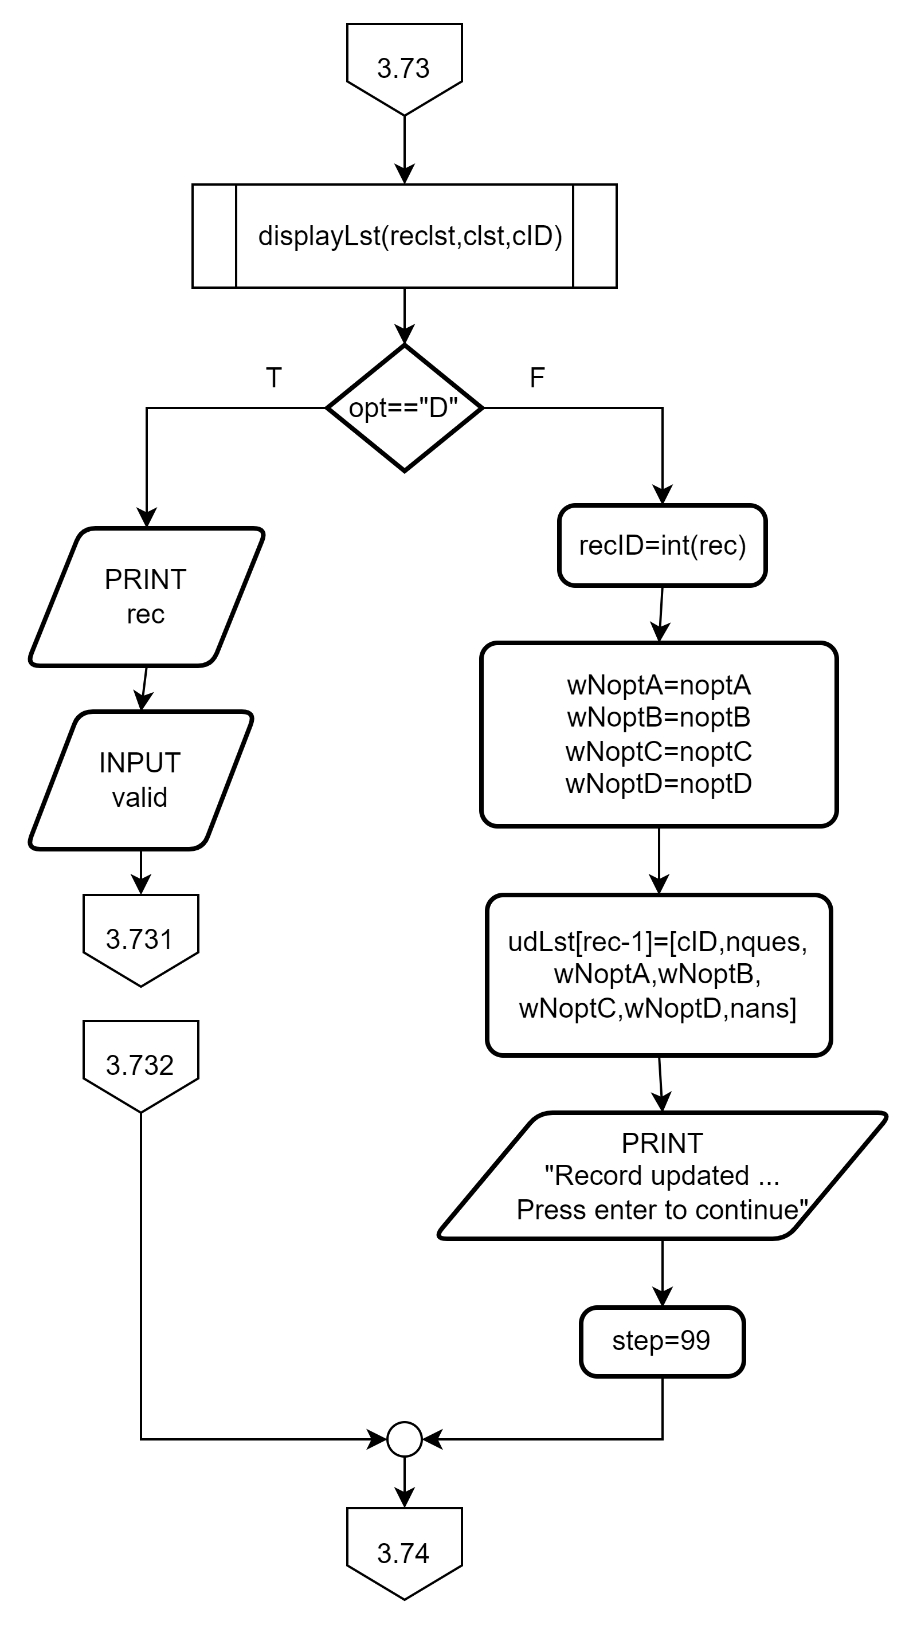 3.73
displayLst(reclst,clst,cID)
T
F
opt=="D"
PRINT
rec
INPUT
valid
3.731
3.732
recID=int(rec)
wNoptA=noptA
wNoptB=noptB
wNoptC=noptC
wNoptD=noptD
udLst[rec-1]=[cID,nques,
wNoptA,wNoptB,
wNoptC,wNoptD,nans]
PRINT
"Record updated ...
Press enter to continue"
step=99
3.74